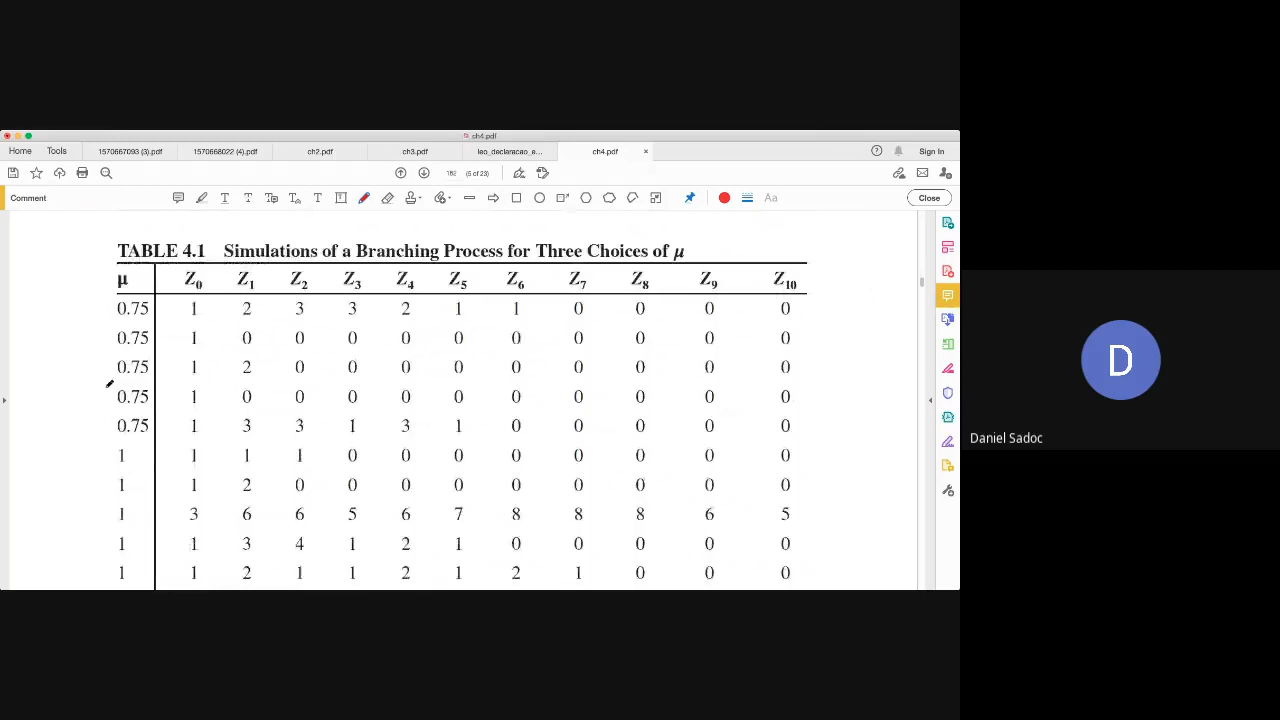 ch4.pdf
Home Tools 1570667093 (3).pdf 1570668022 (4).pdf ch2.pdf ch3.pdf leo_declaracao_e... ch4.pdf × ? Sign In
182 (5 of 23)
Comment Aa Close
TABLE 4.1 Simulations of a Branching Process for Three Choices of μ
μ Z0 Z1 Z2 Z3 Z4 Z5 Z6 Z7 Z8 Z9 Z10
0.75 1 2 3 3 2 1 1 0 0 0 0
0.75 1 0 0 0 0 0 0 0 0 0 0
0.75 1 2 0 0 0 0 0 0 0 0 0
0.75 1 0 0 0 0 0 0 0 0 0 0
0.75 1 3 3 1 3 1 0 0 0 0 0
1 1 1 1 0 0 0 0 0 0 0 0
1 1 2 0 0 0 0 0 0 0 0 0
1 3 6 6 5 6 7 8 8 8 6 5
1 1 3 4 1 2 1 0 0 0 0 0
1 1 2 1 1 2 1 2 1 0 0 0
D
Daniel Sadoc